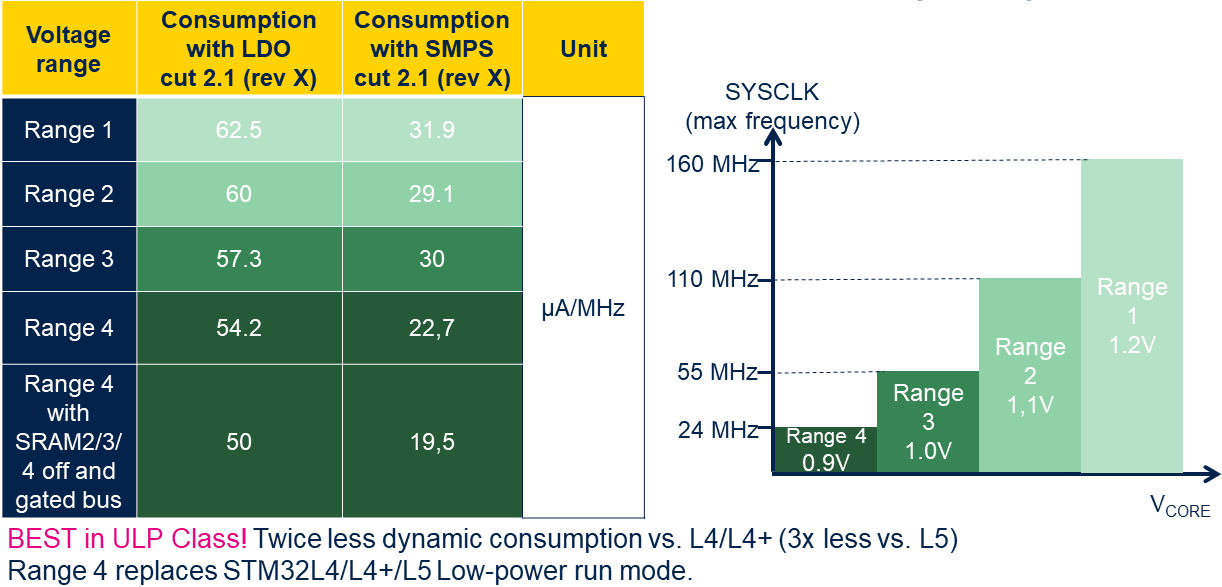 Voltage
range
Consumption
with LDO
cut 2.1 (rev X)
Consumption
with SMPS
cut 2.1 (rev X)
Unit
Range 1
62.5
31.9
Range 2
60
29.1
Range 3
57.3
30
Range 4
54.2
22,7
Range 4
with
SRAM2/3/
4 off and
gated bus
50
19,5
µA/MHz
SYSCLK
(max frequency)
160 MHz
110 MHz
55 MHz
24 MHz
Range 4
0.9V
Range
3
1.0V
Range
2
1,1V
Range
1
1.2V
VCORE
BEST in ULP Class! Twice less dynamic consumption vs. L4/L4+ (3x less vs. L5)
Range 4 replaces STM32L4/L4+/L5 Low-power run mode.